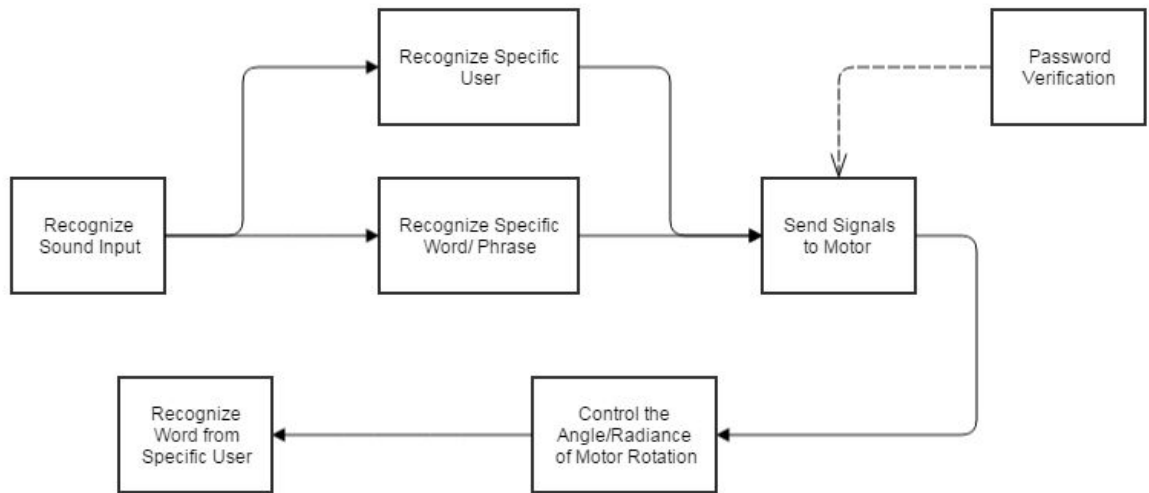 Recognize Specific
User
Password
Verification
Recognize
Sound Input
Recognize Specific
Word/ Phrase
Send Signals
to Motor
Recognize
Word from
Specific User
Control the
Angle/Radiance
of Motor Rotation